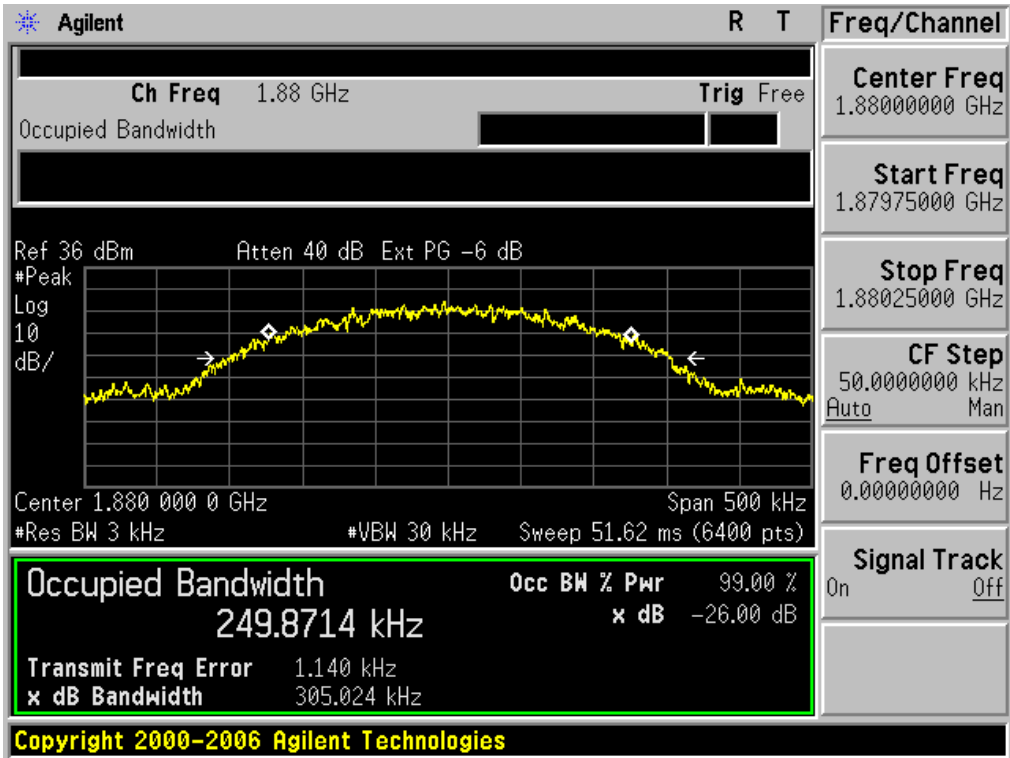 Agilent R T
Ch Freq 1.88 GHz Trig Free
Occupied Bandwidth
Ref 36 dBm Atten 40 dB Ext PG -6 dB
#Peak
Log
10
dB/
Center 1.880 000 0 GHz Span 500 kHz
#Res BW 3 kHz #VBW 30 kHz Sweep 51.62 ms (6400 pts)
Occupied Bandwidth Occ BW % Pwr 99.00 %
249.8714 kHz x dB -26.00 dB
Transmit Freq Error 1.140 kHz
x dB Bandwidth 305.024 kHz
Copyright 2000-2006 Agilent Technologies
Freq/Channel
Center Freq
1.88000000 GHz
Start Freq
1.87975000 GHz
Stop Freq
1.88025000 GHz
CF Step
50.0000000 kHz
Auto Man
Freq Offset
0.00000000 Hz
Signal Track
On Off